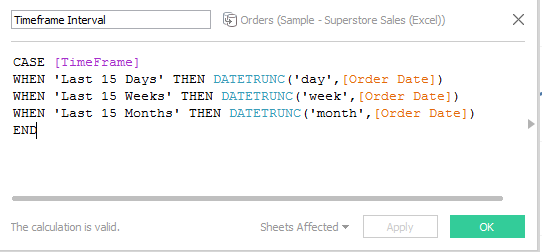 Timeframe Interval
Orders (Sample - Superstore Sales (Excel))
CASE [TimeFrame]
WHEN 'Last 15 Days' THEN DATETRUNC('day',[Order Date])
WHEN 'Last 15 Weeks' THEN DATETRUNC('week',[Order Date])
WHEN 'Last 15 Months' THEN DATETRUNC('month',[Order Date])
END
The calculation is valid.
Sheets Affected
Apply
OK